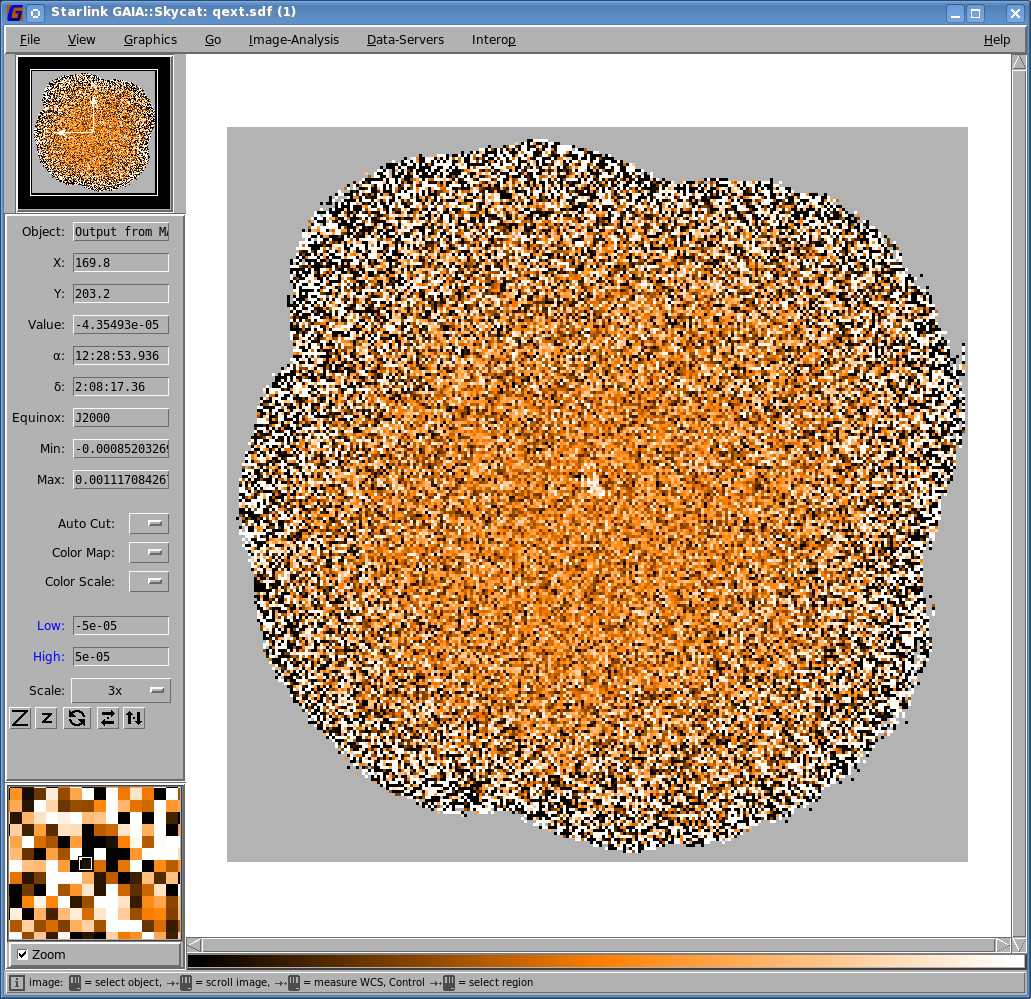 Starlink GAIA::Skycat: qext.sdf (1)
File View Graphics Go Image-Analysis Data-Servers Interop Help
Object: Output from M
X: 169.8
Y: 203.2
Value: -4.35493e-05
α: 12:28:53.936
δ: 2:08:17.36
Equinox: J2000
Min: -0.0008520326
Max: 0.00111708426
Auto Cut:
Color Map:
Color Scale:
Low: -5e-05
High: 5e-05
Scale: 3x
Z z
Zoom
image: = select object, = scroll image, = measure WCS, Control = select region